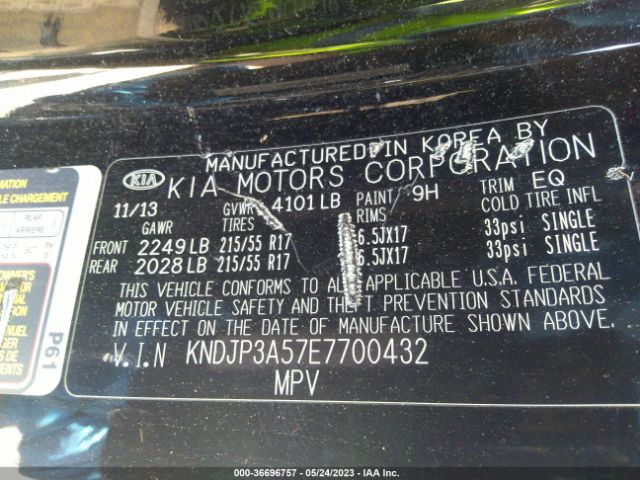 MANUFACTURED IN KOREA BY
KIA KIA MOTORS CORPORATION
11/13 GVWR 4101 LB PAINT/ 9H TRIM EQ
GAWR TIRES RIMS COLD TIRE INFL
FRONT 2249 LB 215/55 R17 6.5JX17 33psi SINGLE
REAR 2028 LB 215/55 R17 6.5JX17 33psi SINGLE
THIS VEHICLE CONFORMS TO ALL APPLICABLE U.S.A. FEDERAL
MOTOR VEHICLE SAFETY AND THEFT PREVENTION STANDARDS
IN EFFECT ON THE DATE OF MANUFACTURE SHOWN ABOVE.
V.I.N KNDJP3A57E7700432
MPV
REAR
ARRIERE
P61
000-36696757 - 05/24/2023 - IAA Inc.